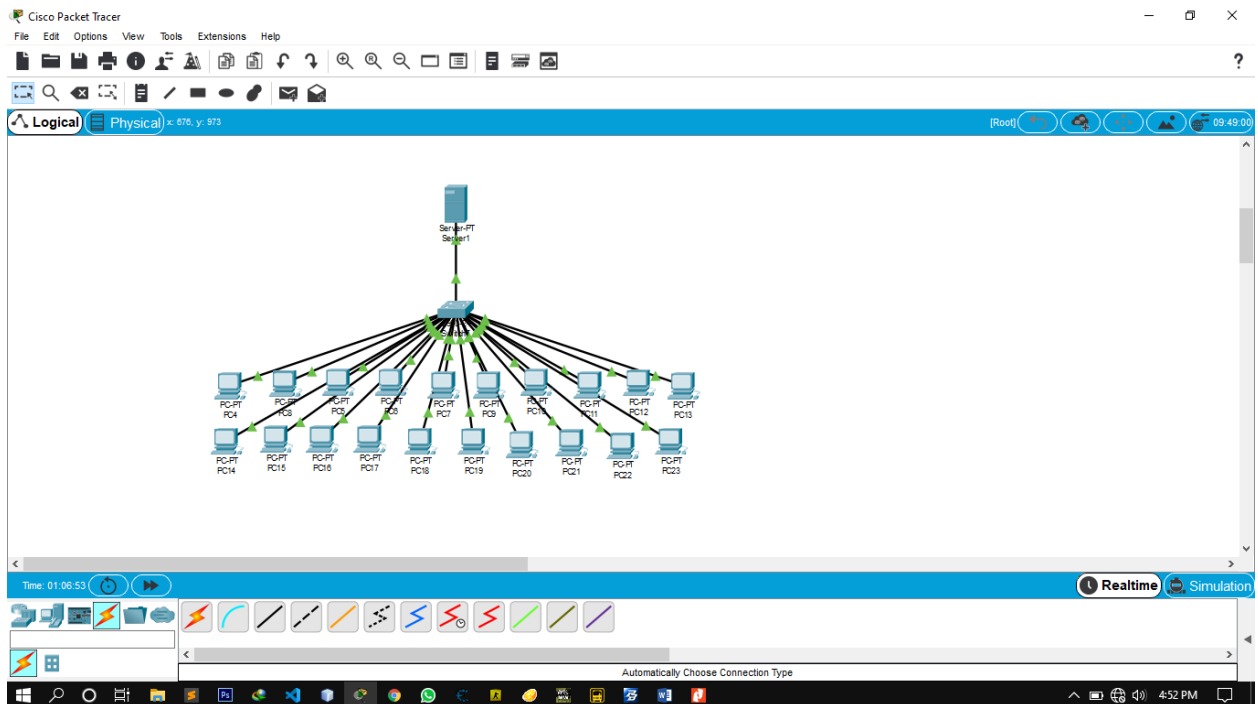 Cisco Packet Tracer
File Edit Options View Tools Extensions Help
?
Logical Physical x: 676, y: 973 [Root] 09:49:00
Server-PT
Server1
PC-PT PC-PT PC-PT PC-PT PC-PT PC-PT PC-PT PC-PT PC-PT PC-PT
PC4 PC8 PC5 PC6 PC7 PC9 PC10 PC11 PC12 PC13
PC-PT PC-PT PC-PT PC-PT PC-PT PC-PT PC-PT PC-PT PC-PT PC-PT
PC14 PC15 PC16 PC17 PC18 PC19 PC20 PC21 PC22 PC23
Time: 01:06:53 Realtime Simulation
Automatically Choose Connection Type
4:52 PM